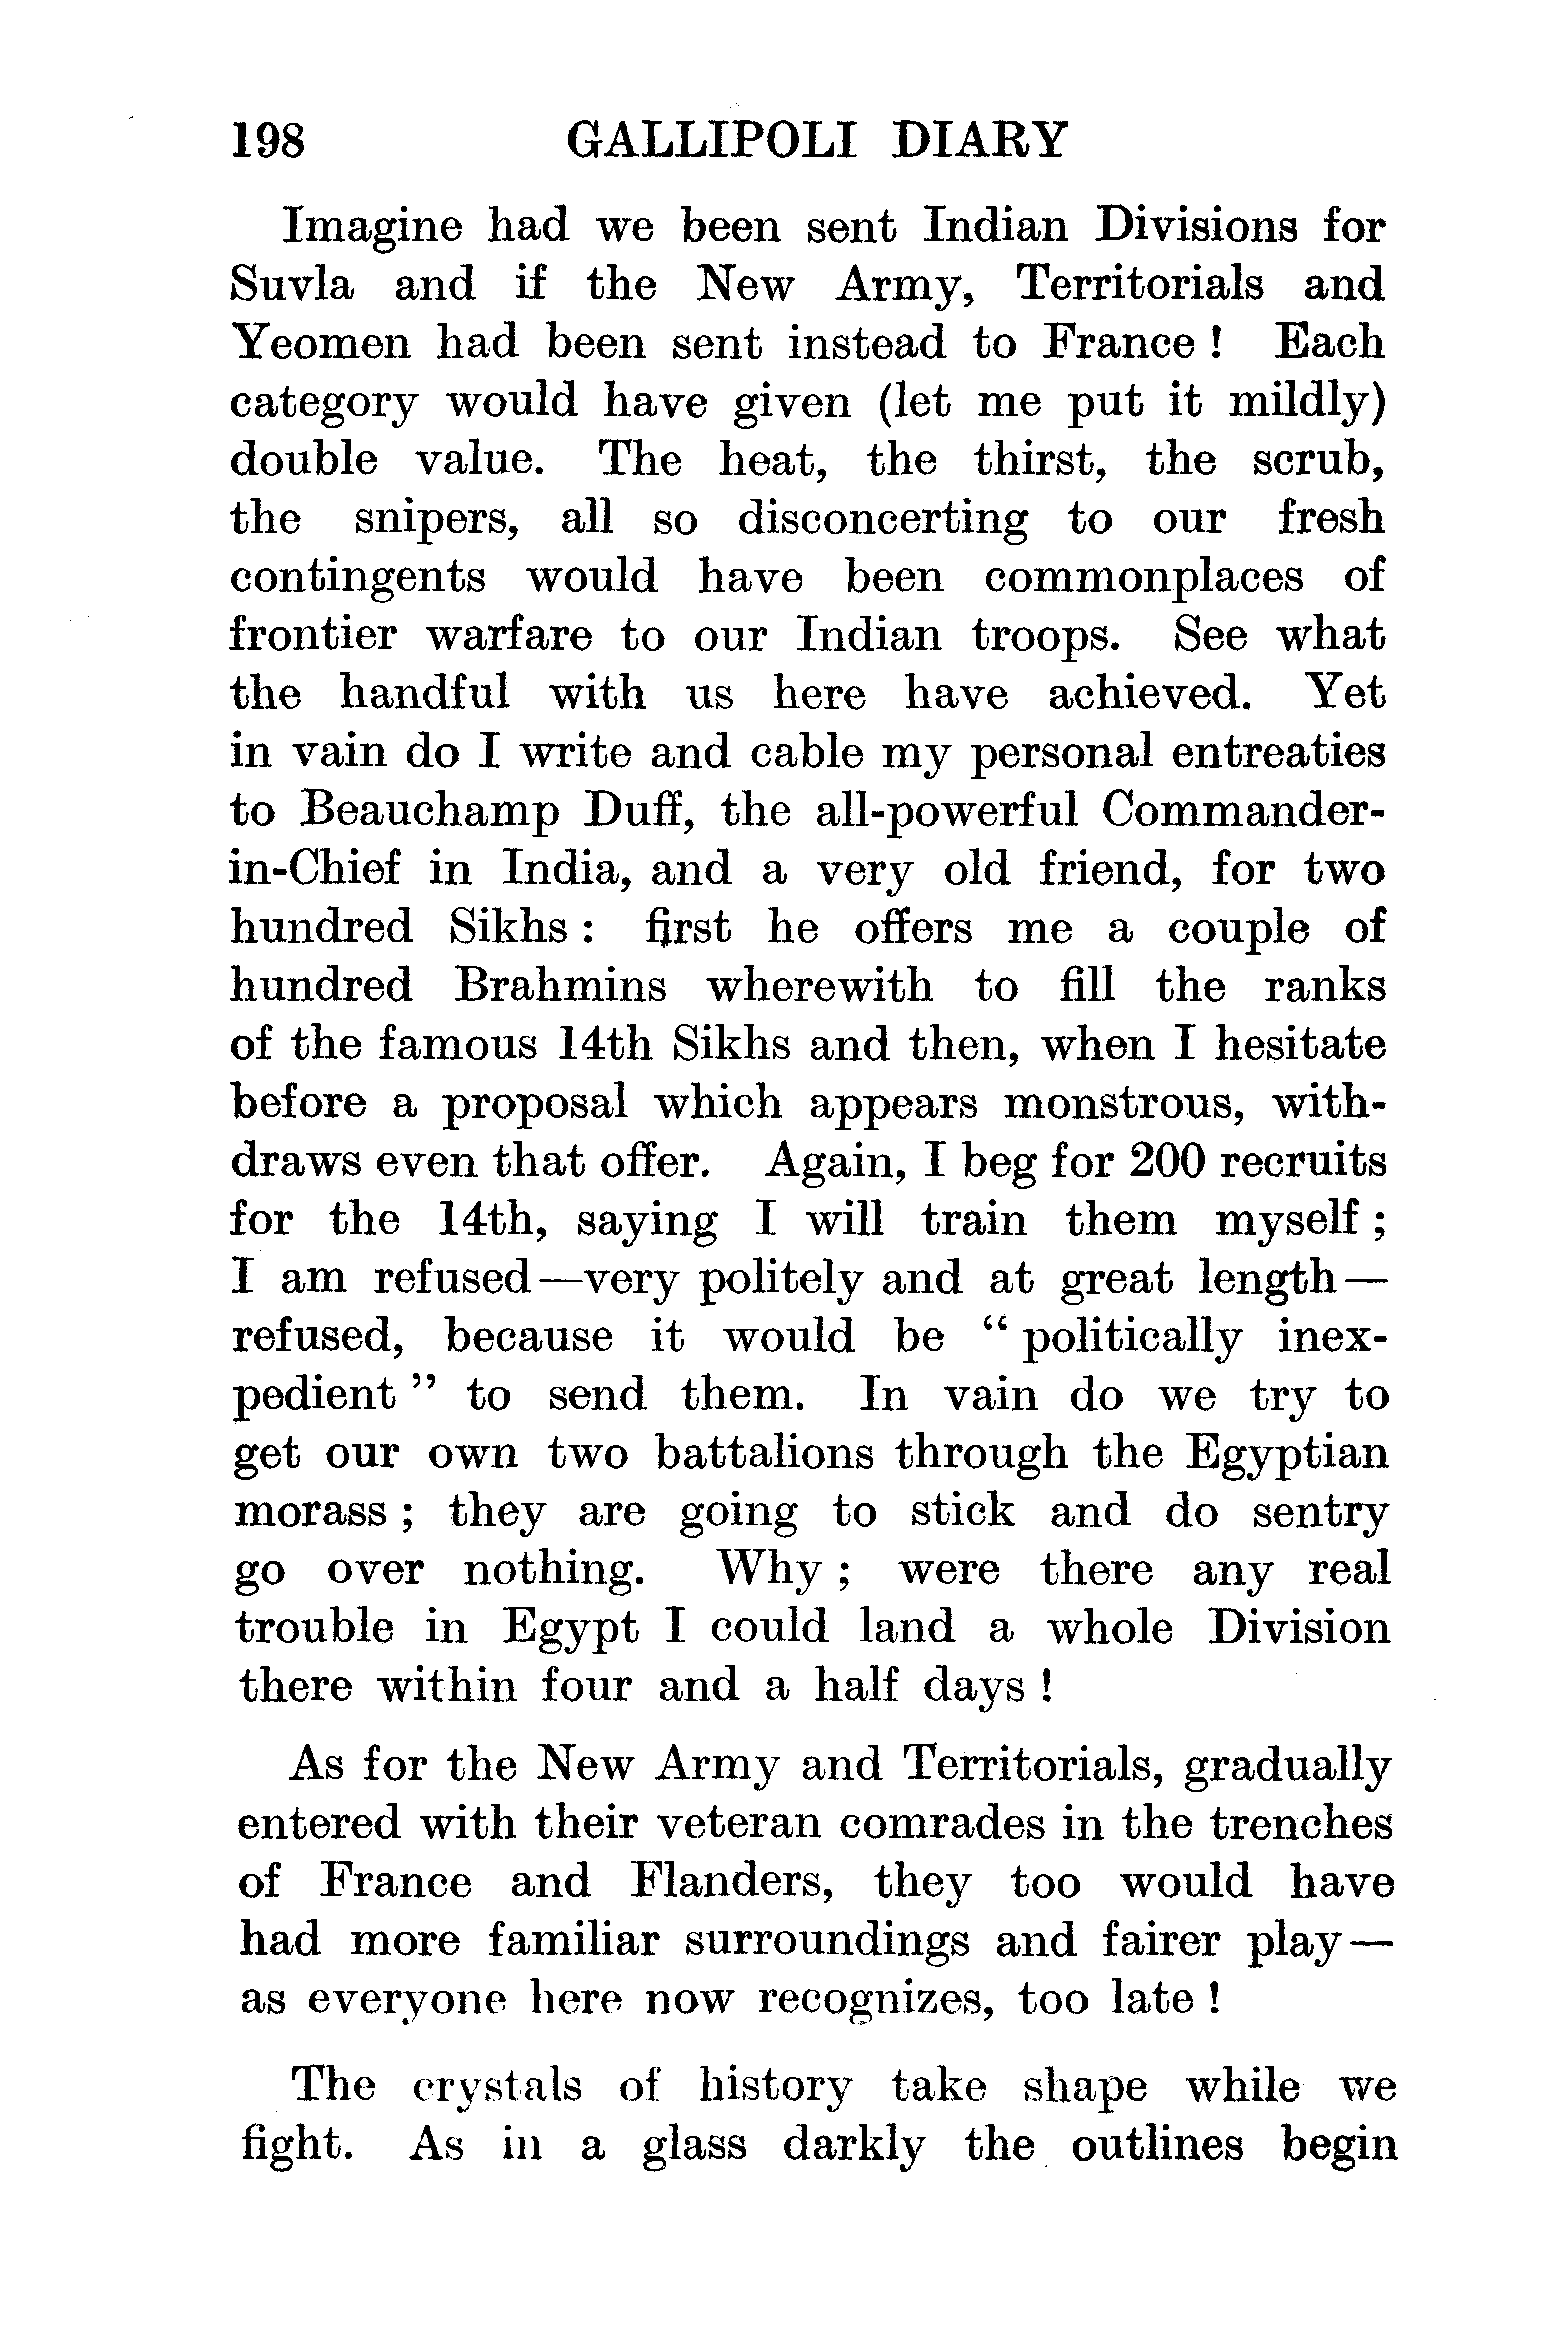 198 GALLIPOLI DIARY
Imagine had we been sent Indian Divisions for
Suvla and if the New Army, Territorials and
Yeomen had been sent instead to France ! Each
category would have given (let me put it mildly)
double value. The heat, the thirst, the scrub,
the snipers, all so disconcerting to our fresh
contingents would have been commonplaces of
frontier warfare to our Indian troops. See what
the handful with us here have achieved. Yet
in vain do I write and cable my personal entreaties
to Beauchamp Duff, the all-powerful Commander-
in-Chief in India, and a very old friend, for two
hundred Sikhs : first he offers me a couple of
hundred Brahmins wherewith to fill the ranks
of the famous 14th Sikhs and then, when I hesitate
before a proposal which appears monstrous, with-
draws even that offer. Again, I beg for 200 recruits
for the 14th, saying I will train them myself ;
I am refused—very politely and at great length—
refused, because it would be “ politically inex-
pedient ” to send them. In vain do we try to
get our own two battalions through the Egyptian
morass ; they are going to stick and do sentry
go over nothing. Why ; were there any real
trouble in Egypt I could land a whole Division
there within four and a half days !
As for the New Army and Territorials, gradually
entered with their veteran comrades in the trenches
of France and Flanders, they too would have
had more familiar surroundings and fairer play—
as everyone here now recognizes, too late !
The crystals of history take shape while we
fight. As in a glass darkly the outlines begin